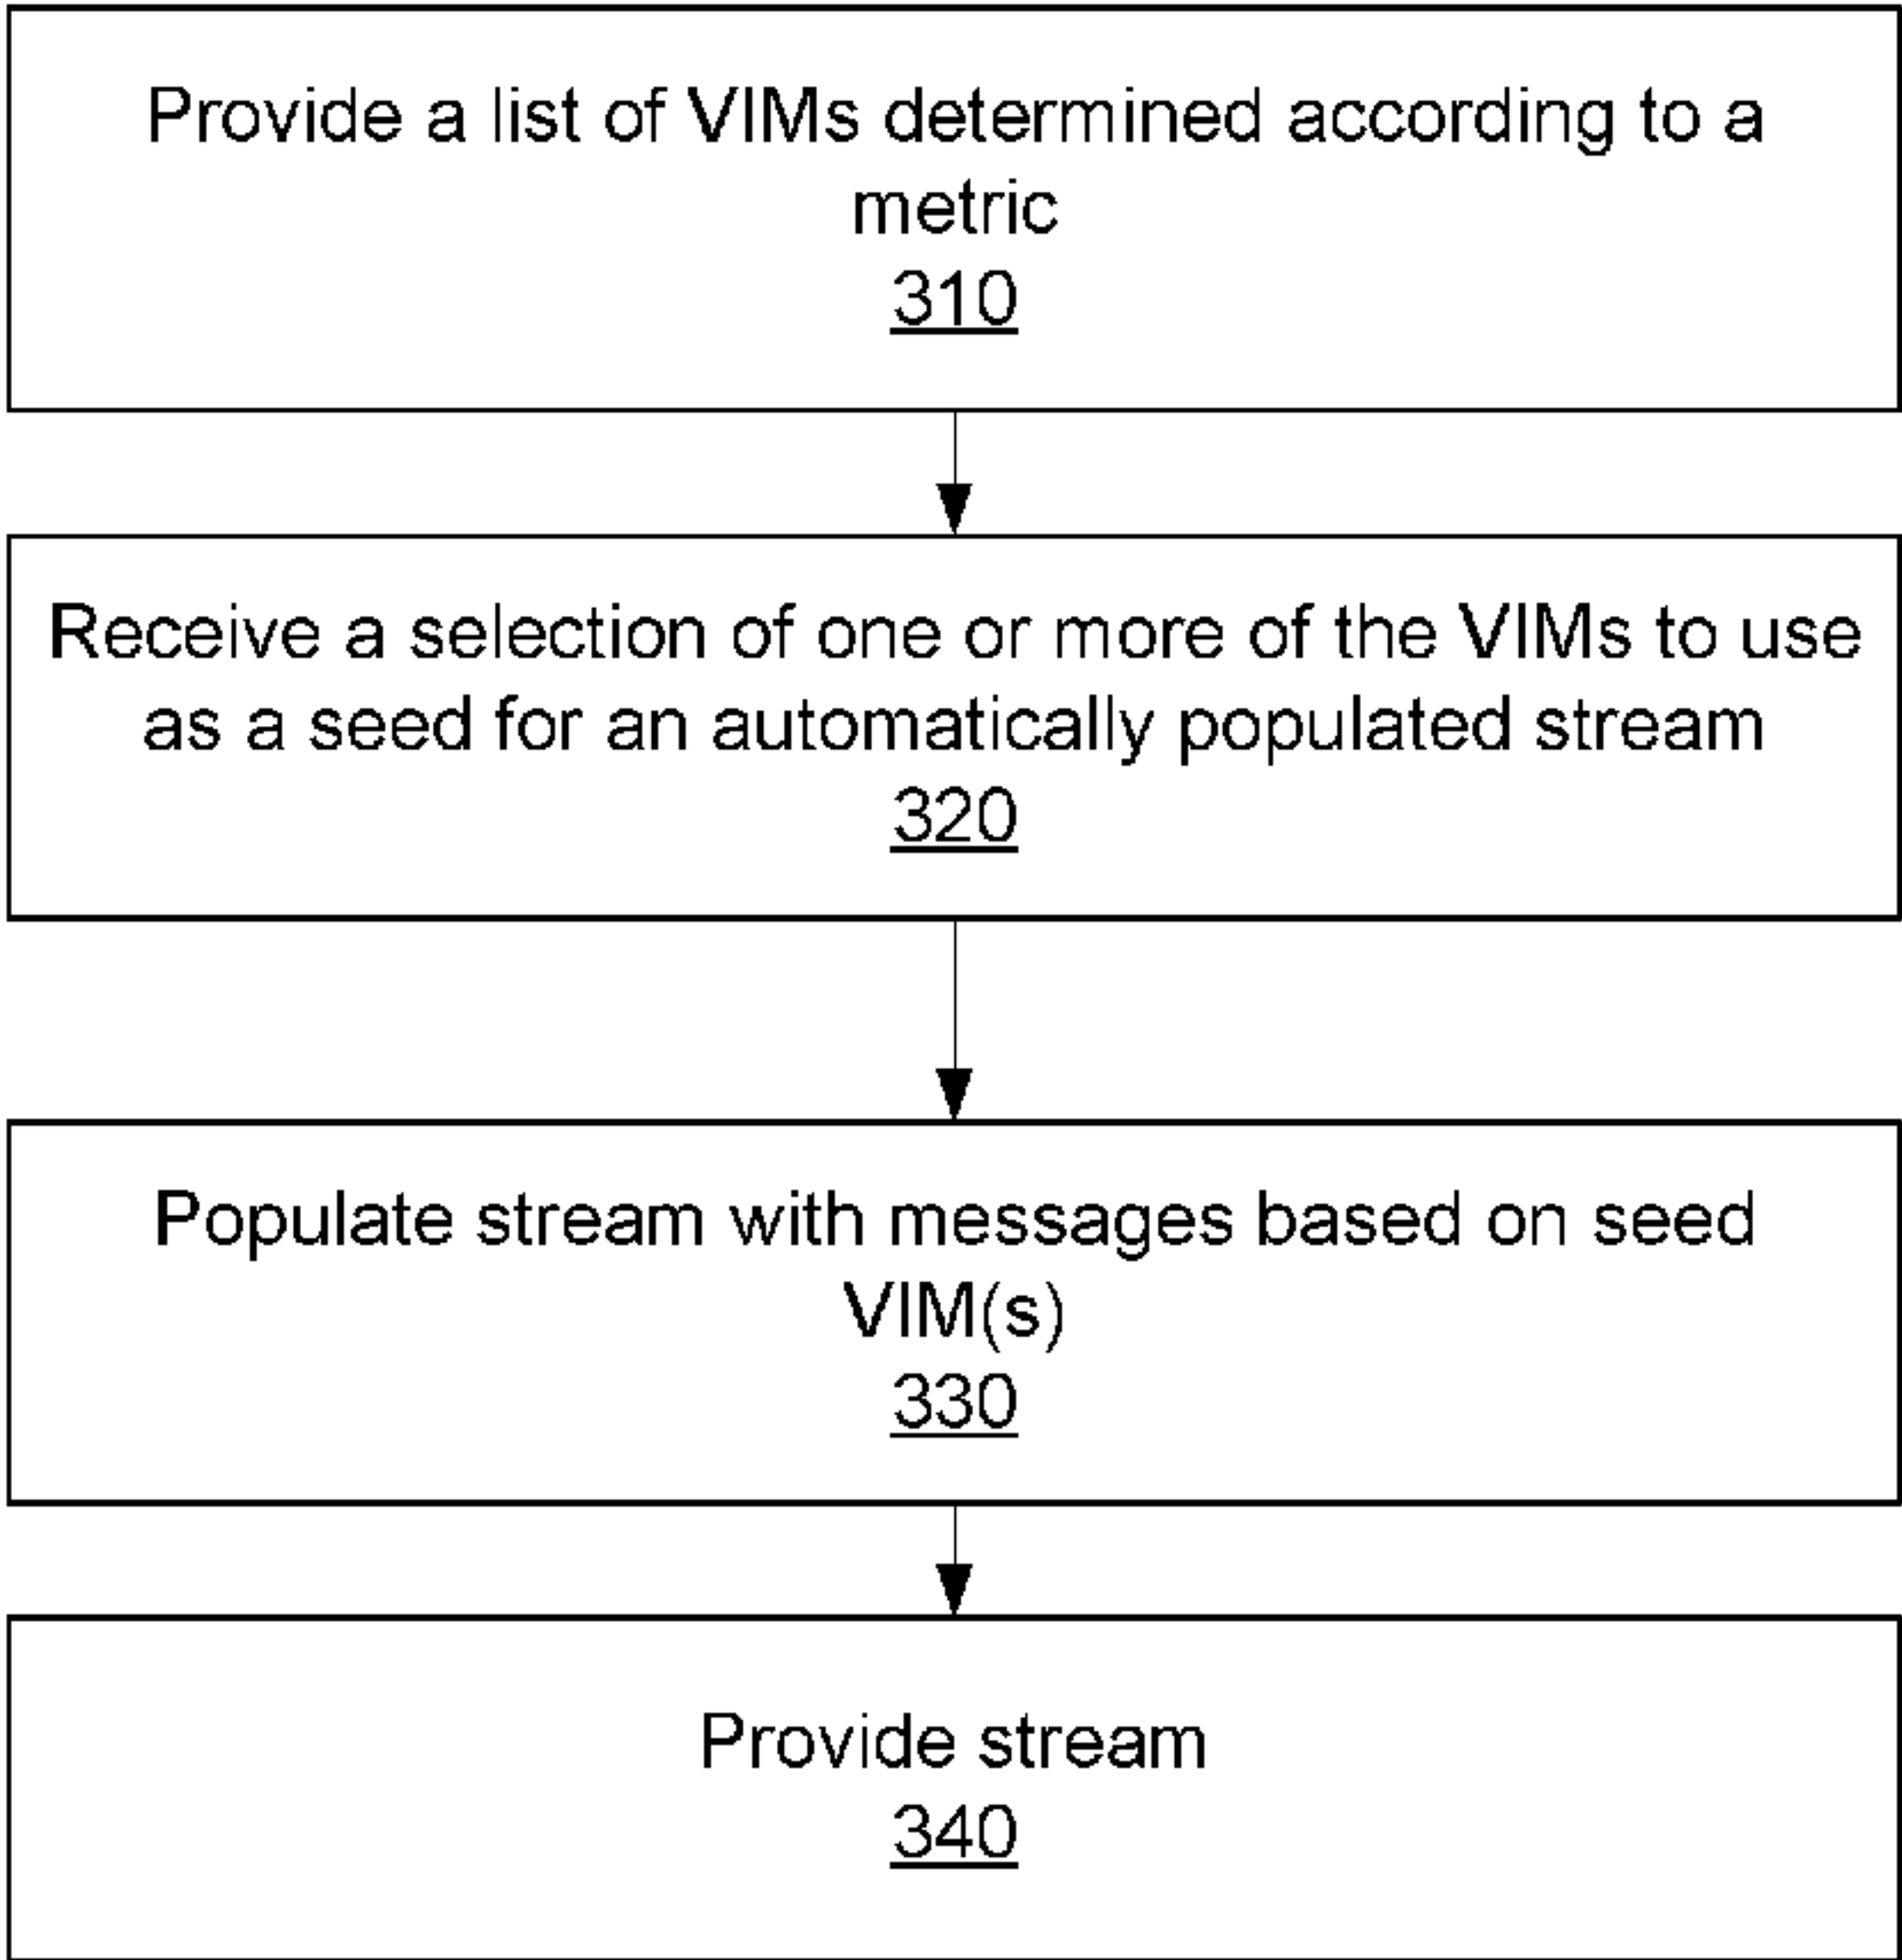 Provide a list of VIMs determined according to a
metric
310
Receive a selection of one or more of the VIMs to use
as a seed for an automatically populated stream
320
Populate stream with messages based on seed
VIM(s)
330
Provide stream
340